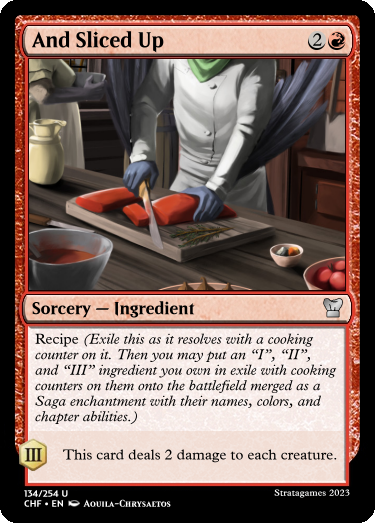 And Sliced Up 2
Sorcery — Ingredient
Recipe (Exile this as it resolves with a cooking
counter on it. Then you may put an “I”, “II”,
and “III” ingredient you own in exile with cooking
counters on them onto the battlefield merged as a
Saga enchantment with their names, colors, and
chapter abilities.)
III This card deals 2 damage to each creature.
134/254 U Stratagames 2023
CHF • EN Aouila-Chrysaetos